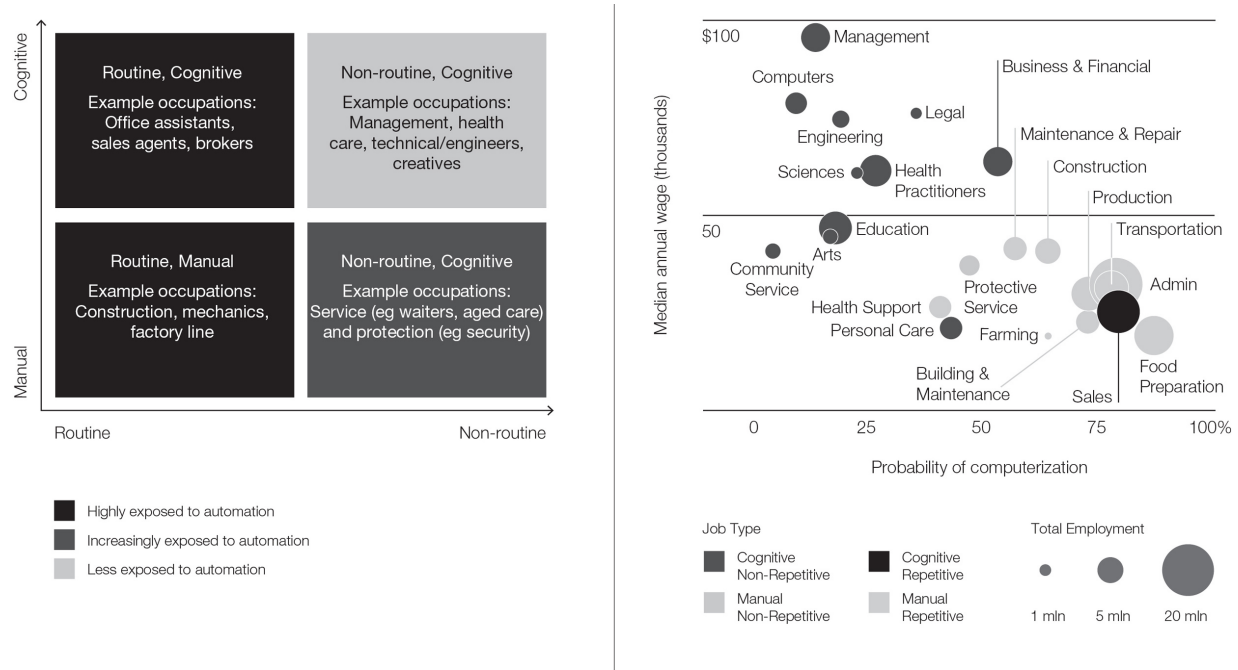 Cognitive
Manual
Routine, Cognitive
Example occupations:
Office assistants,
sales agents, brokers
Non-routine, Cognitive
Example occupations:
Management, health
care, technical/engineers,
creatives
Routine, Manual
Example occupations:
Construction, mechanics,
factory line
Non-routine, Cognitive
Example occupations:
Service (eg waiters, aged care)
and protection (eg security)
Routine
Non-routine
Highly exposed to automation
Increasingly exposed to automation
Less exposed to automation
Median annual wage (thousands)
$100
Management
Computers
Business & Financial
Legal
Engineering
Maintenance & Repair
Sciences
Health
Practitioners
Construction
Production
50
Education
Transportation
Arts
Community
Service
Protective
Service
Admin
Health Support
Personal Care
Farming
Building &
Maintenance
Sales
Food
Preparation
0
25
50
75
100%
Probability of computerization
Job Type
Cognitive
Non-Repetitive
Cognitive
Repetitive
Manual
Non-Repetitive
Manual
Repetitive
Total Employment
1 mln
5 mln
20 mln